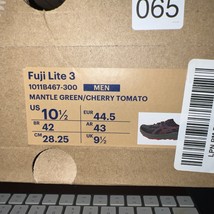 065
Fuji Lite 3
1011B467-300 MEN
MANTLE GREEN/CHERRY TOMATO
US 10½ EUR 44.5
BR 42 AR 43
CM 28.25 UK 9½